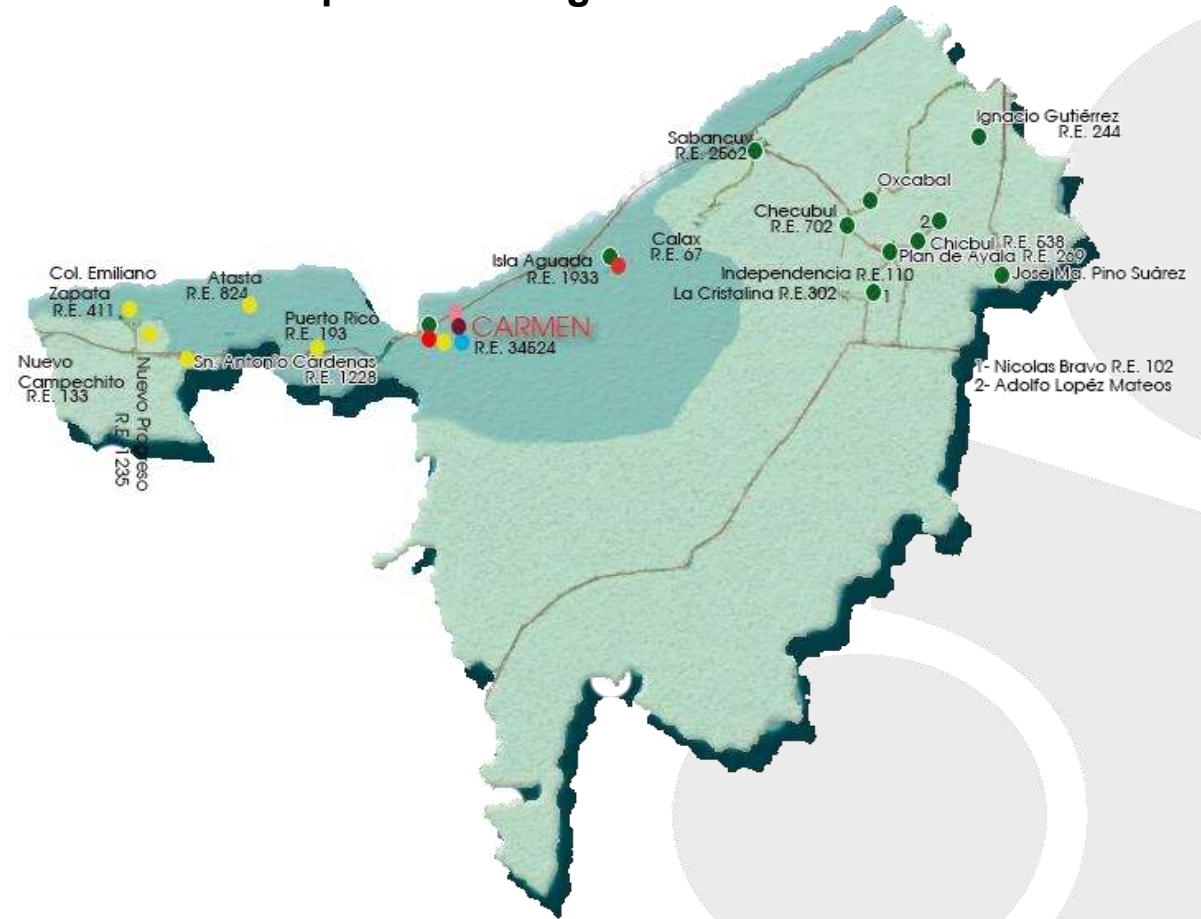 Sabancuy
R.E. 2562
Ignacio Gutiérrez
R.E. 244
Oxcabal
Checubul
R.E. 702
2
Chicbul R.E. 538
Plan de Ayala R.E. 269
Calax
R.E. 67
Isla Aguada
R.E. 1933
Independencia R.E.110
La Cristalina R.E.302
1
Jose Ma. Pino Suárez
Col. Emiliano
Zapata
R.E. 411
Atasta
R.E. 824
Puerto Rico
R.E. 193
CARMEN
R.E. 34524
Sn. Antonio Cárdenas
R.E. 1228
Nuevo
Campechito
R.E. 133
Nuevo Progreso
R.E. 1235
1- Nicolas Bravo R.E. 102
2- Adolfo Lopéz Mateos